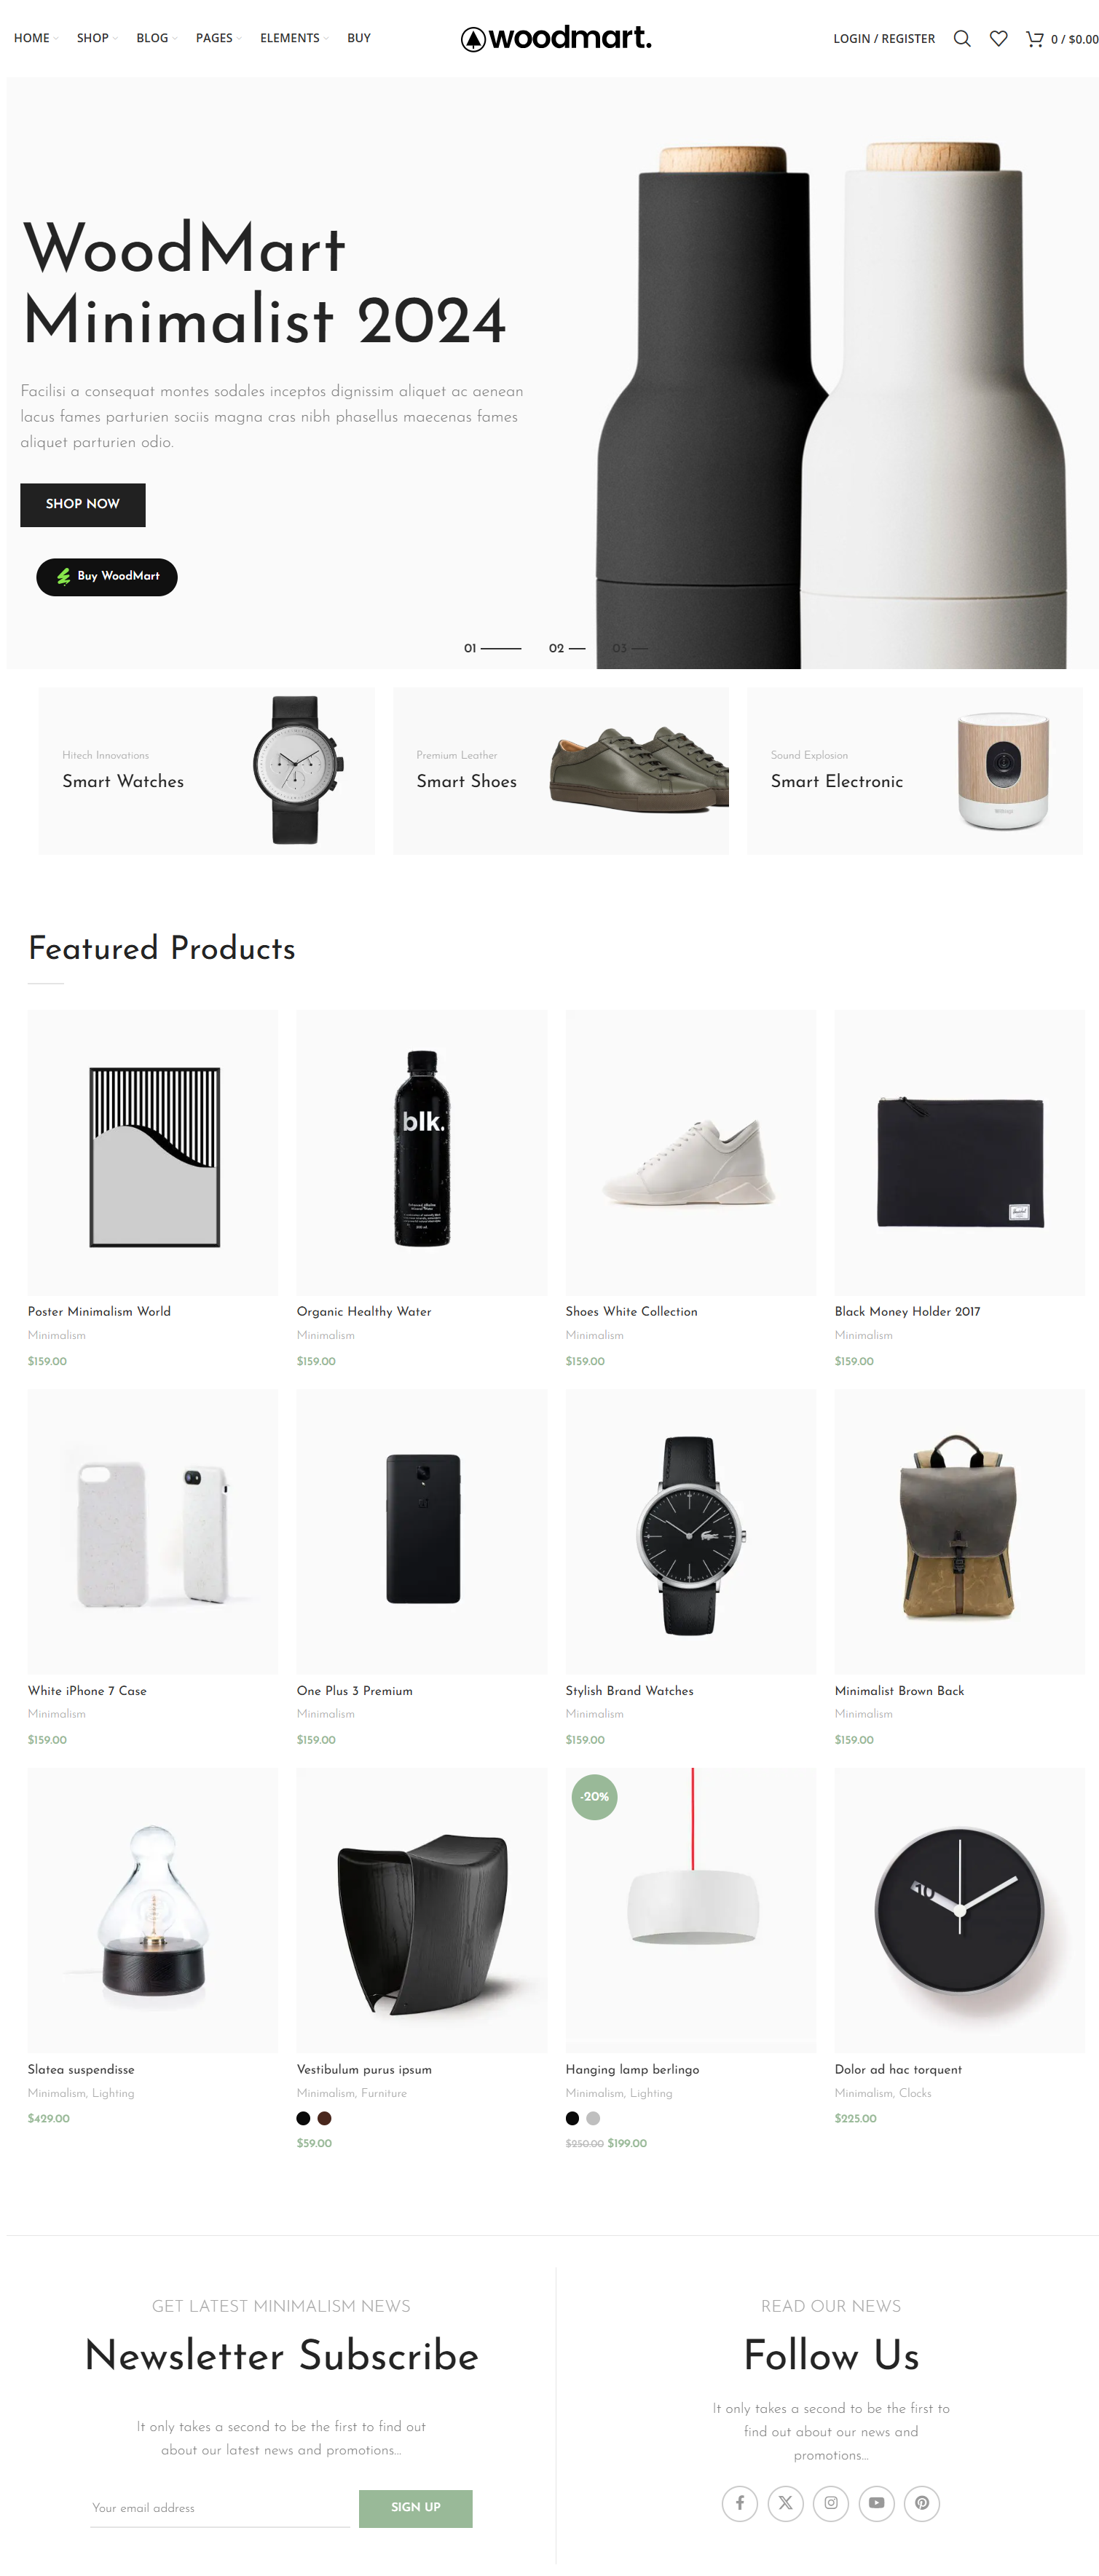 HOME SHOP BLOG PAGES ELEMENTS BUY
woodmart.
LOGIN / REGISTER 0 / $0.00
WoodMart
Minimalist 2024
Facilisi a consequat montes sodales inceptos dignissim aliquet ac aenean
lacus fames parturien sociis magna cras nibh phasellus maecenas fames
aliquet parturien odio.
SHOP NOW
Buy WoodMart
01 02 03
Hitech Innovations
Smart Watches
Premium Leather
Smart Shoes
Sound Explosion
Smart Electronic
Featured Products
blk.
Poster Minimalism World
Minimalism
$159.00
Organic Healthy Water
Minimalism
$159.00
Shoes White Collection
Minimalism
$159.00
Black Money Holder 2017
Minimalism
$159.00
White iPhone 7 Case
Minimalism
$159.00
One Plus 3 Premium
Minimalism
$159.00
Stylish Brand Watches
Minimalism
$159.00
Minimalist Brown Back
Minimalism
$159.00
-20%
10
Slatea suspendisse
Minimalism, Lighting
$429.00
Vestibulum purus ipsum
Minimalism, Furniture
$59.00
Hanging lamp berlingo
Minimalism, Lighting
$250.00 $199.00
Dolor ad hac torquent
Minimalism, Clocks
$225.00
GET LATEST MINIMALISM NEWS
Newsletter Subscribe
It only takes a second to be the first to find out
about our latest news and promotions...
Your email address
SIGN UP
READ OUR NEWS
Follow Us
It only takes a second to be the first to
find out about our news and
promotions...